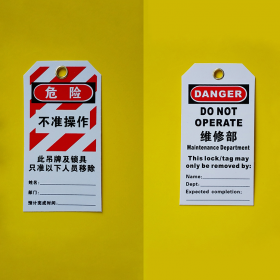 危险
不准操作
此吊牌及锁具
只准以下人员移除
姓名:
部门:
预计完成时间:
DANGER
DO NOT
OPERATE
维修部
Maintenance Department
This lock/tag may
only be removed by:
Name:
Dept:
Expected completion: